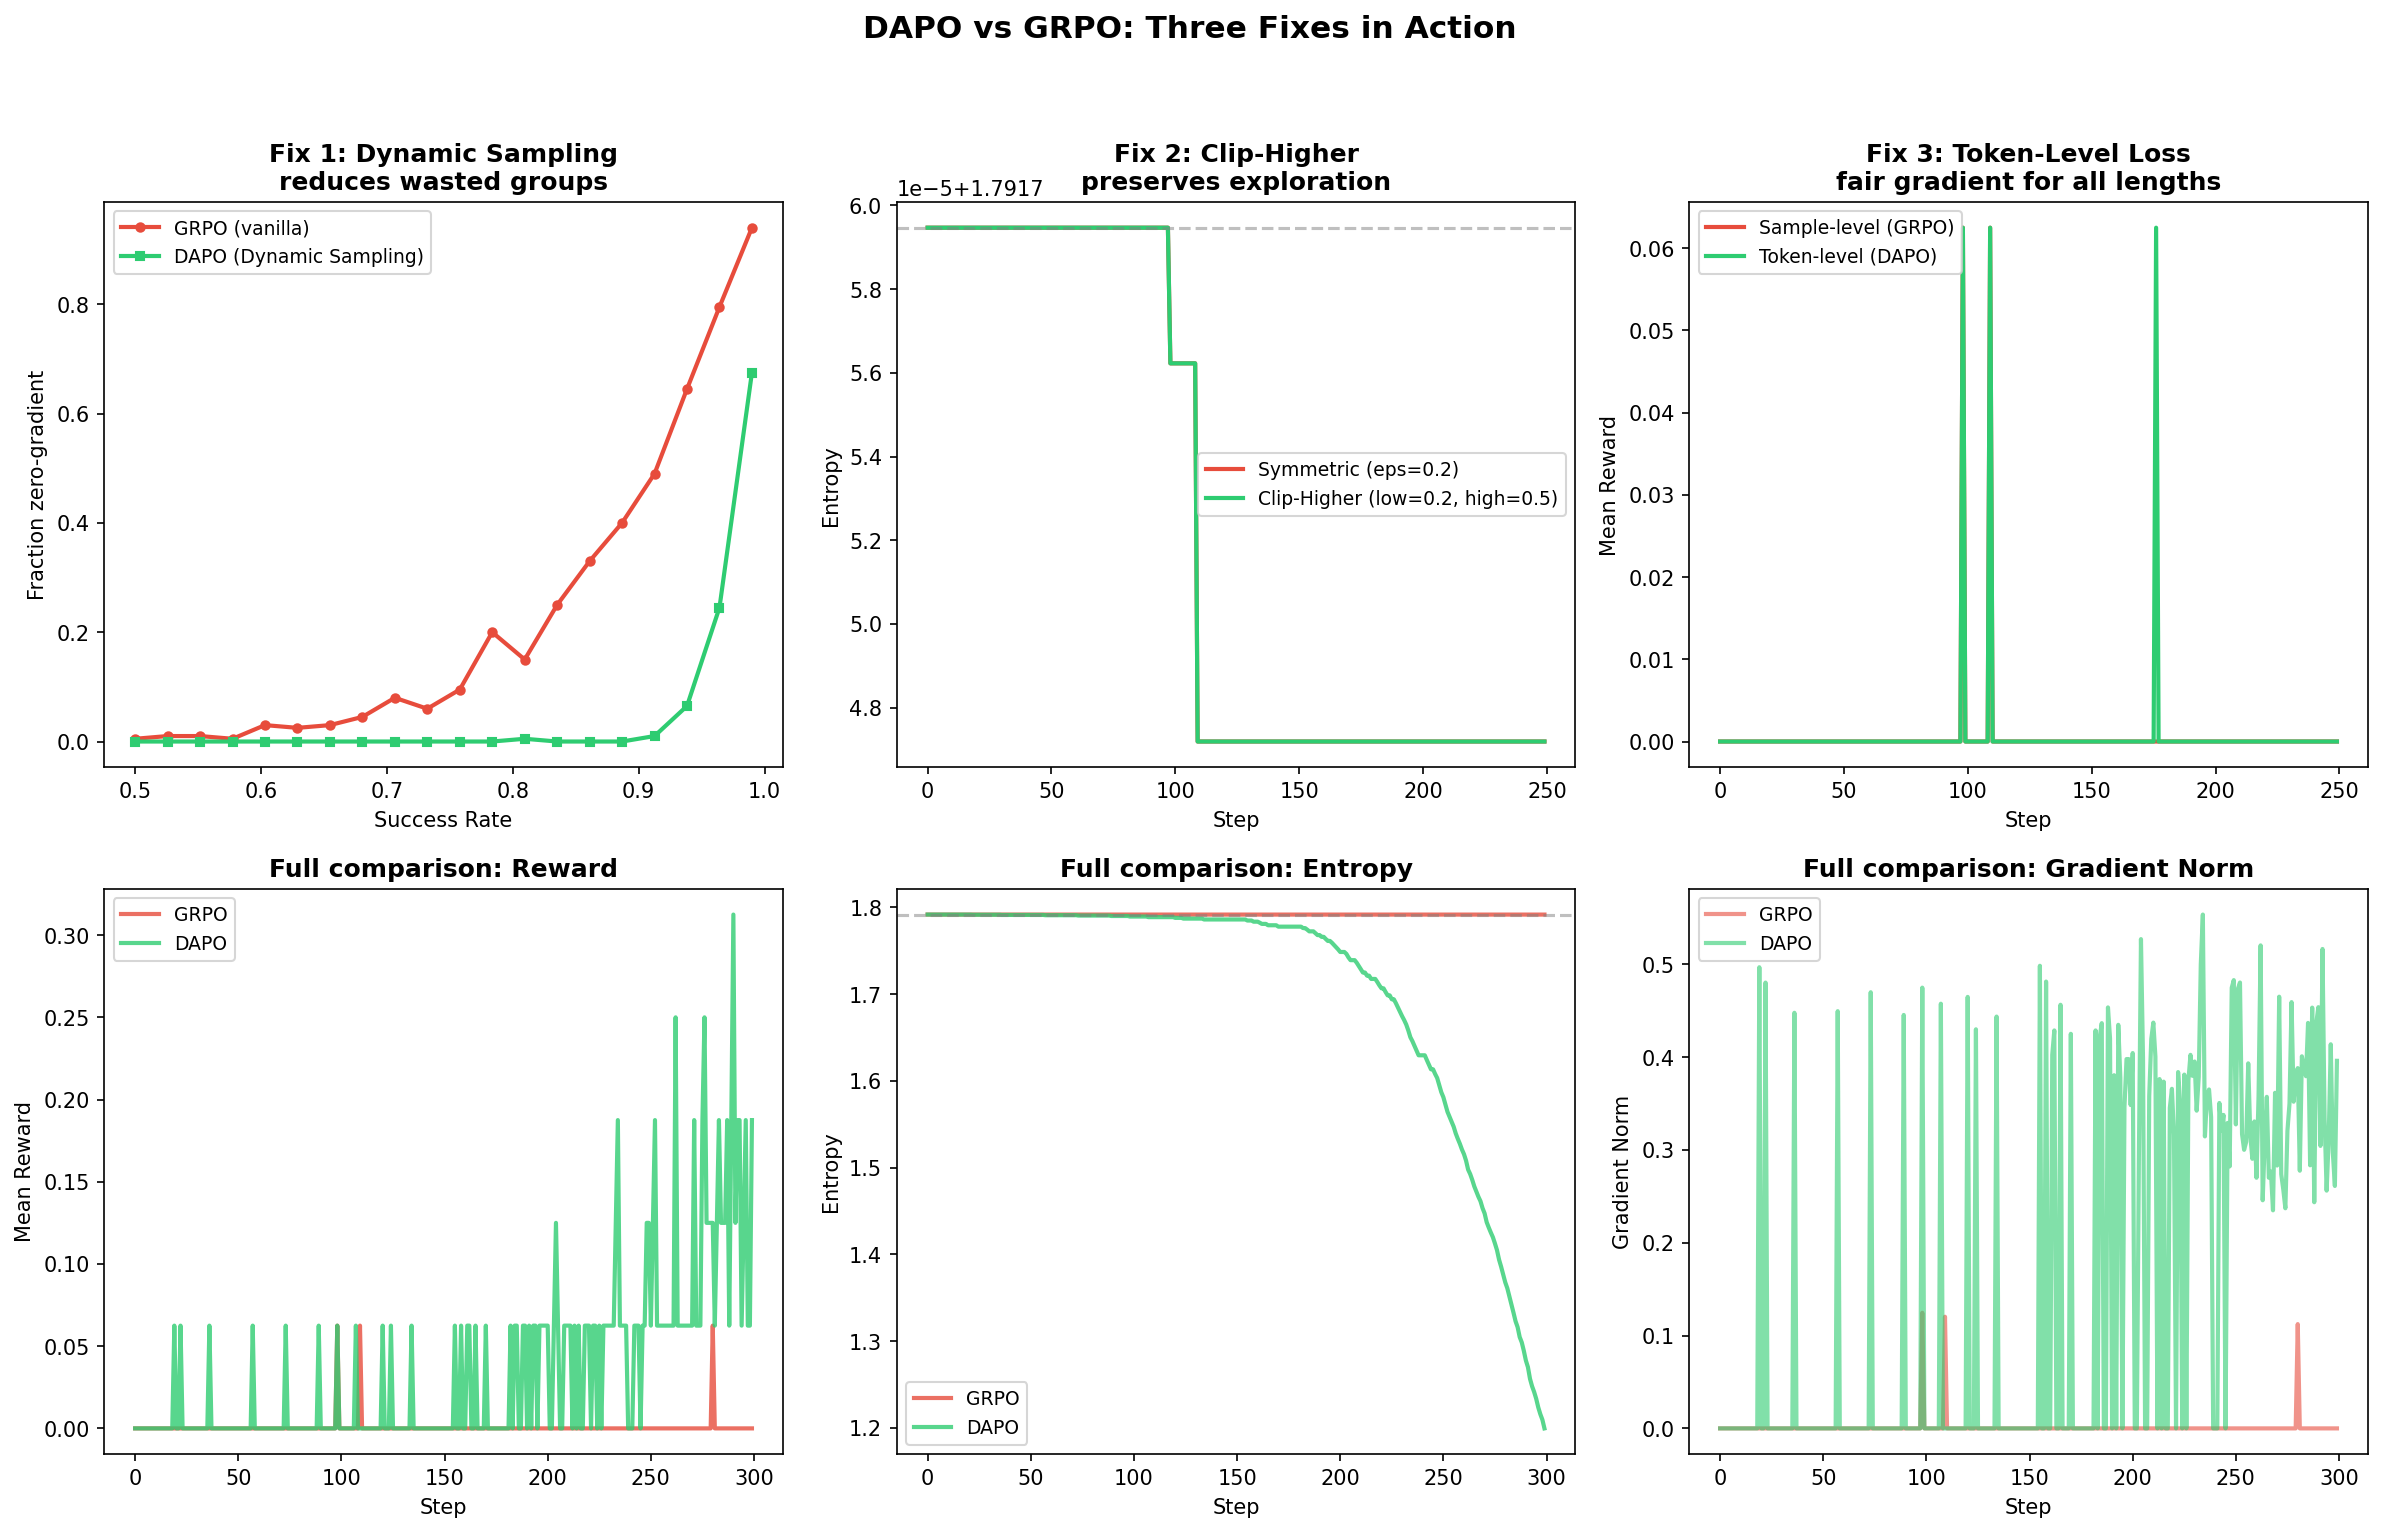 DAPO vs GRPO: Three Fixes in Action
Fix 1: Dynamic Sampling
reduces wasted groups
GRPO (vanilla)
DAPO (Dynamic Sampling)
Fraction zero-gradient
0.8
0.6
0.4
0.2
0.0
0.5 0.6 0.7 0.8 0.9 1.0
Success Rate
Fix 2: Clip-Higher
preserves exploration
1e−5+1.7917
Symmetric (eps=0.2)
Clip-Higher (low=0.2, high=0.5)
Entropy
6.0
5.8
5.6
5.4
5.2
5.0
4.8
0 50 100 150 200 250
Step
Fix 3: Token-Level Loss
fair gradient for all lengths
Sample-level (GRPO)
Token-level (DAPO)
Mean Reward
0.06
0.05
0.04
0.03
0.02
0.01
0.00
0 50 100 150 200 250
Step
Full comparison: Reward
GRPO
DAPO
Mean Reward
0.30
0.25
0.20
0.15
0.10
0.05
0.00
0 50 100 150 200 250 300
Step
Full comparison: Entropy
Entropy
1.8
1.7
1.6
1.5
1.4
1.3
1.2
GRPO
DAPO
0 50 100 150 200 250 300
Step
Full comparison: Gradient Norm
GRPO
DAPO
Gradient Norm
0.5
0.4
0.3
0.2
0.1
0.0
0 50 100 150 200 250 300
Step